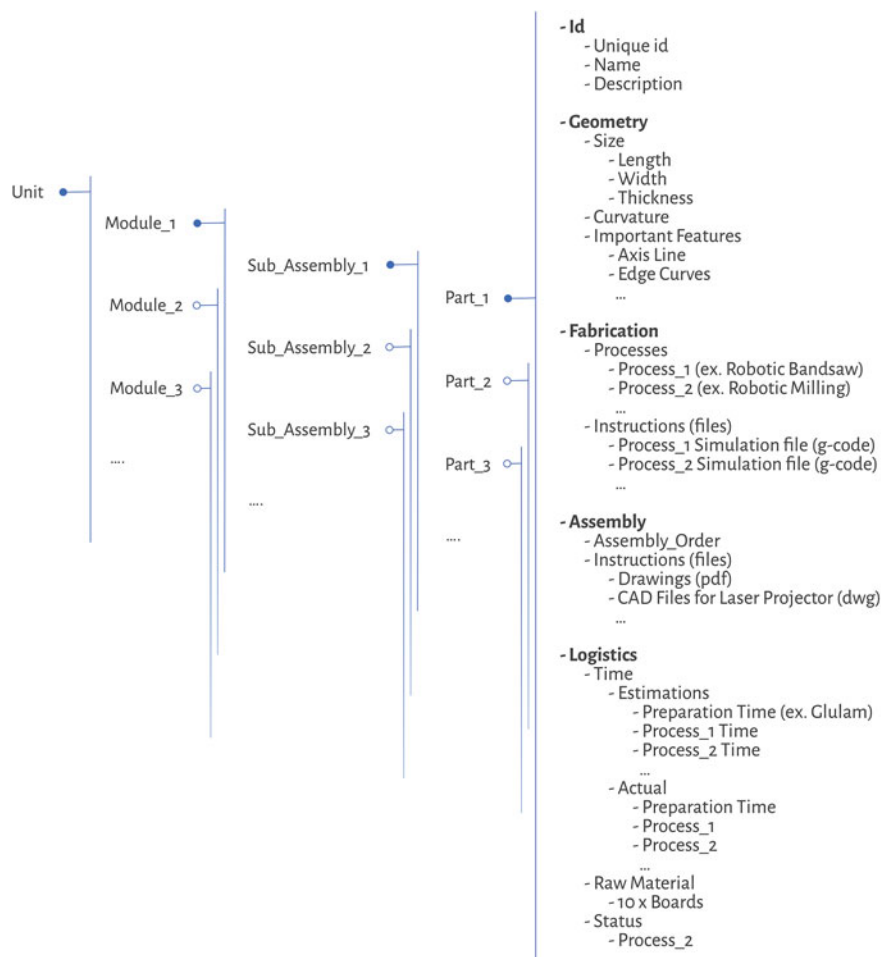 Unit
Module_1
Module_2
Module_3
....
Sub_Assembly_1
Sub_Assembly_2
Sub_Assembly_3
....
Part_1
Part_2
Part_3
....
- Id
- Unique id
- Name
- Description
- Geometry
- Size
- Length
- Width
- Thickness
- Curvature
- Important Features
- Axis Line
- Edge Curves
...
- Fabrication
- Processes
- Process_1 (ex. Robotic Bandsaw)
- Process_2 (ex. Robotic Milling)
...
- Instructions (files)
- Process_1 Simulation file (g-code)
- Process_2 Simulation file (g-code)
...
- Assembly
- Assembly_Order
- Instructions (files)
- Drawings (pdf)
- CAD Files for Laser Projector (dwg)
...
- Logistics
- Time
- Estimations
- Preparation Time (ex. Glulam)
- Process_1 Time
- Process_2 Time
...
- Actual
- Preparation Time
- Process_1
- Process_2
...
- Raw Material
- 10 x Boards
- Status
- Process_2